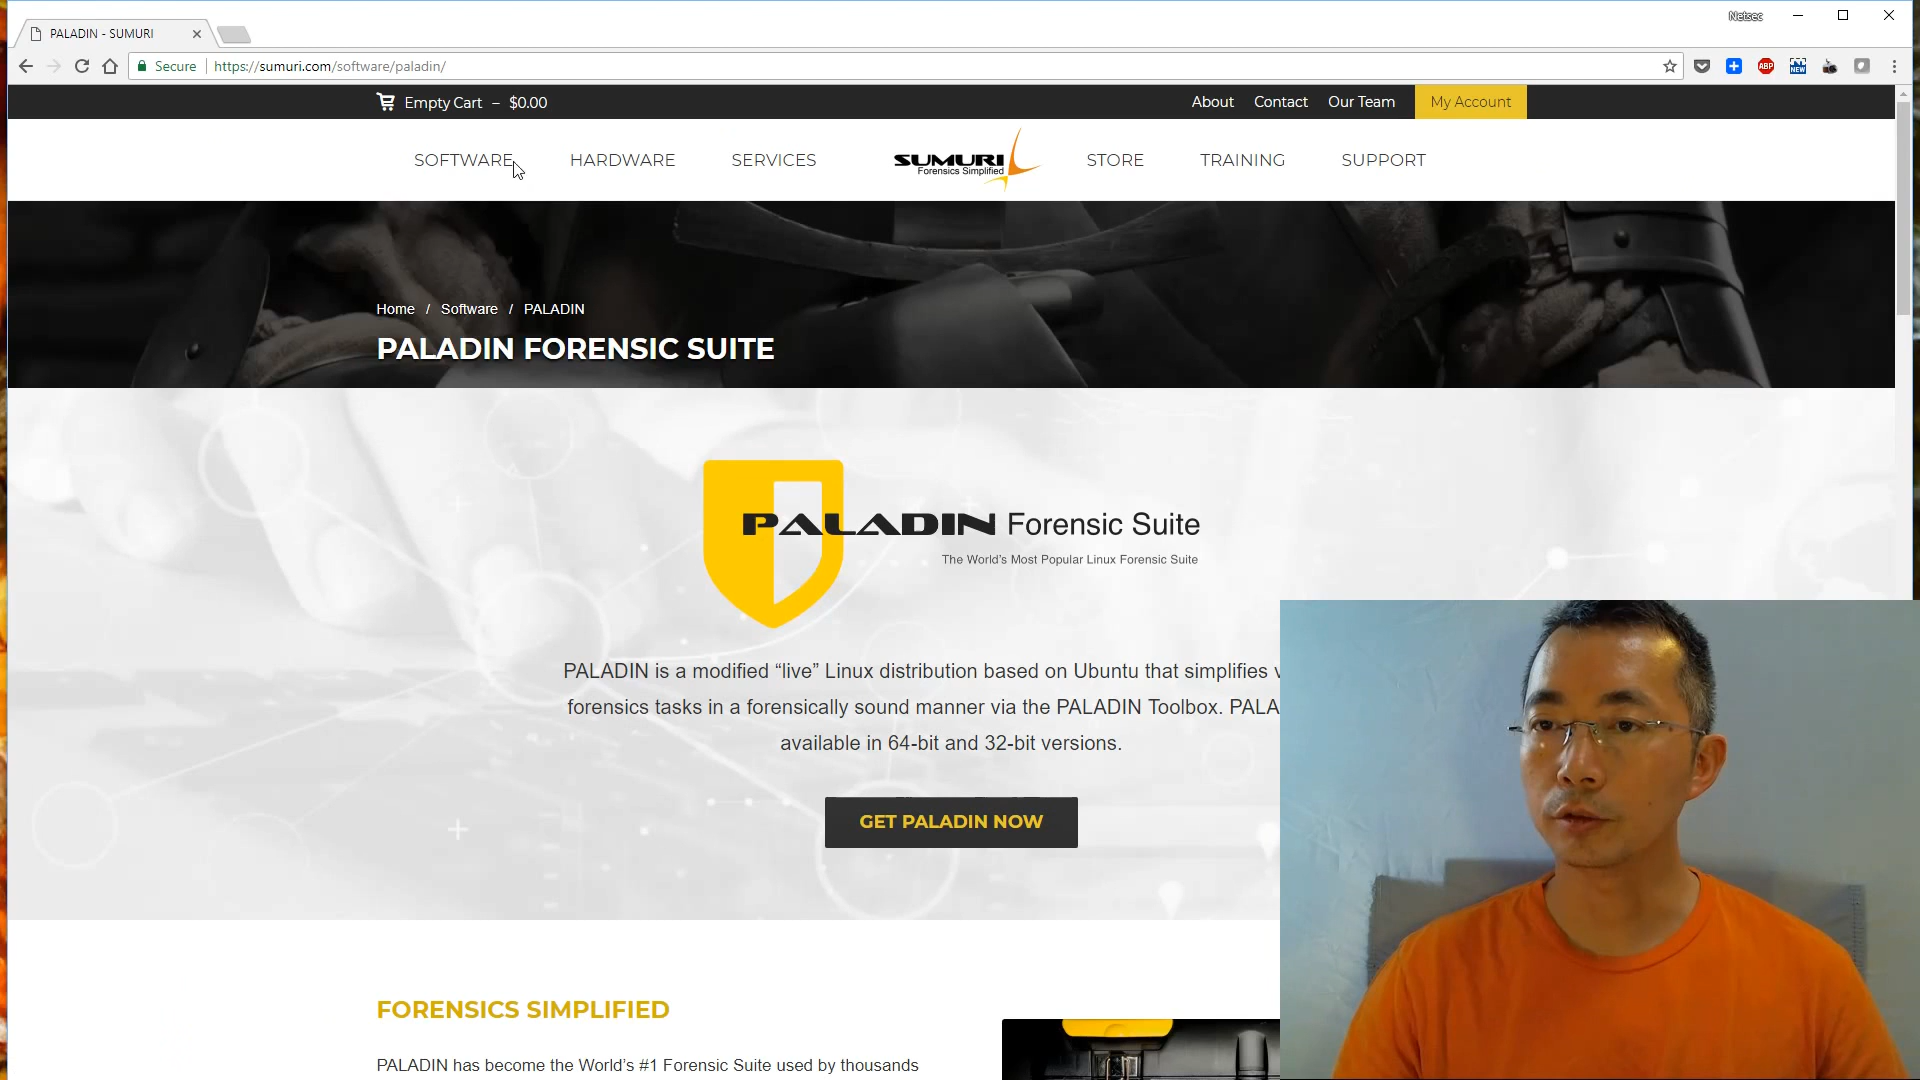 Netsec
PALADIN - SUMURI
Secure https://sumuri.com/software/paladin/
ABP
NEW
Empty Cart – $0.00
About Contact Our Team My Account
SOFTWARE HARDWARE SERVICES
SUMURI
Forensics Simplified
STORE TRAINING SUPPORT
Home / Software / PALADIN
PALADIN FORENSIC SUITE
PALADIN Forensic Suite
The World's Most Popular Linux Forensic Suite
PALADIN is a modified “live” Linux distribution based on Ubuntu that simplifies
forensics tasks in a forensically sound manner via the PALADIN Toolbox.
available in 64-bit and 32-bit versions.
GET PALADIN NOW
FORENSICS SIMPLIFIED
PALADIN has become the World’s #1 Forensic Suite used by thousands